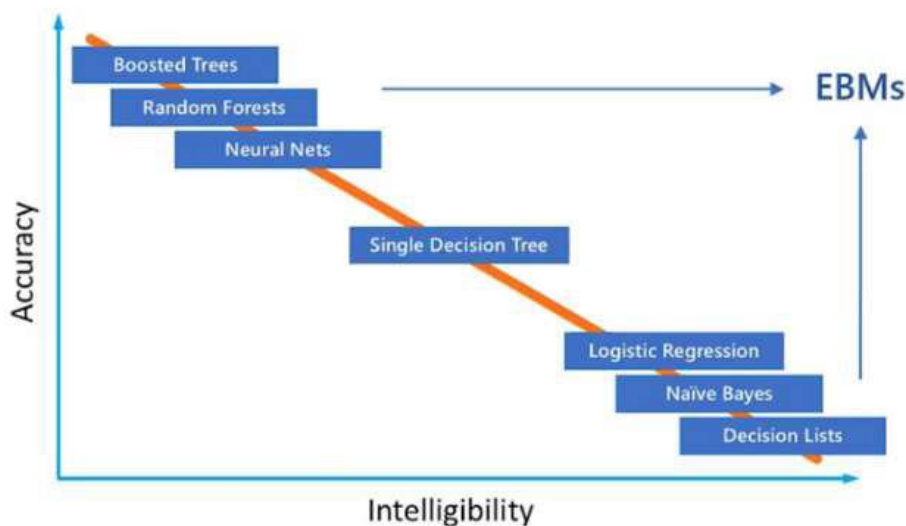 Boosted Trees
EBMs
Random Forests
Neural Nets
Accuracy
Single Decision Tree
Logistic Regression
Naïve Bayes
Decision Lists
Intelligibility